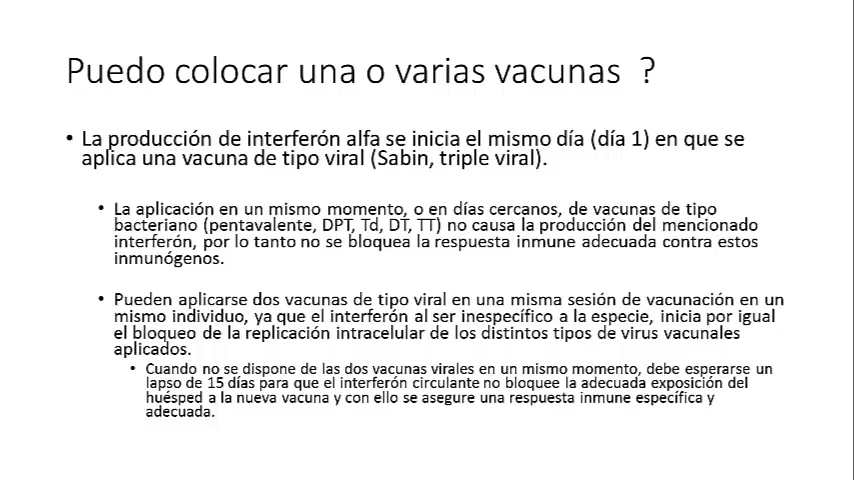 Puedo colocar una o varias vacunas ?
• La producción de interferón alfa se inicia el mismo día (día 1) en que se
aplica una vacuna de tipo viral (Sabin, triple viral).
• La aplicación en un mismo momento, o en días cercanos, de vacunas de tipo
bacteriano (pentavalente, DPT, Td, DT, TT) no causa la producción del mencionado
interferón, por lo tanto no se bloquea la respuesta inmune adecuada contra estos
inmunógenos.
• Pueden aplicarse dos vacunas de tipo viral en una misma sesión de vacunación en un
mismo individuo, ya que el interferón al ser inespecífico a la especie, inicia por igual
el bloqueo de la replicación intracelular de los distintos tipos de virus vacunales
aplicados.
• Cuando no se dispone de las dos vacunas virales en un mismo momento, debe esperarse un
lapso de 15 días para que el interferón circulante no bloquee la adecuada exposición del
huésped a la nueva vacuna y con ello se asegure una respuesta inmune específica y
adecuada.